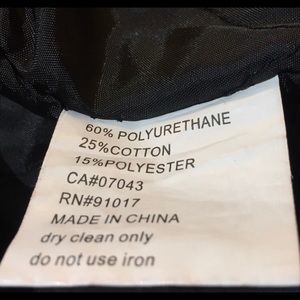 60% POLYURETHANE
25%COTTON
15%POLYESTER
CA#07043
RN#91017
MADE IN CHINA
dry clean only
do not use iron